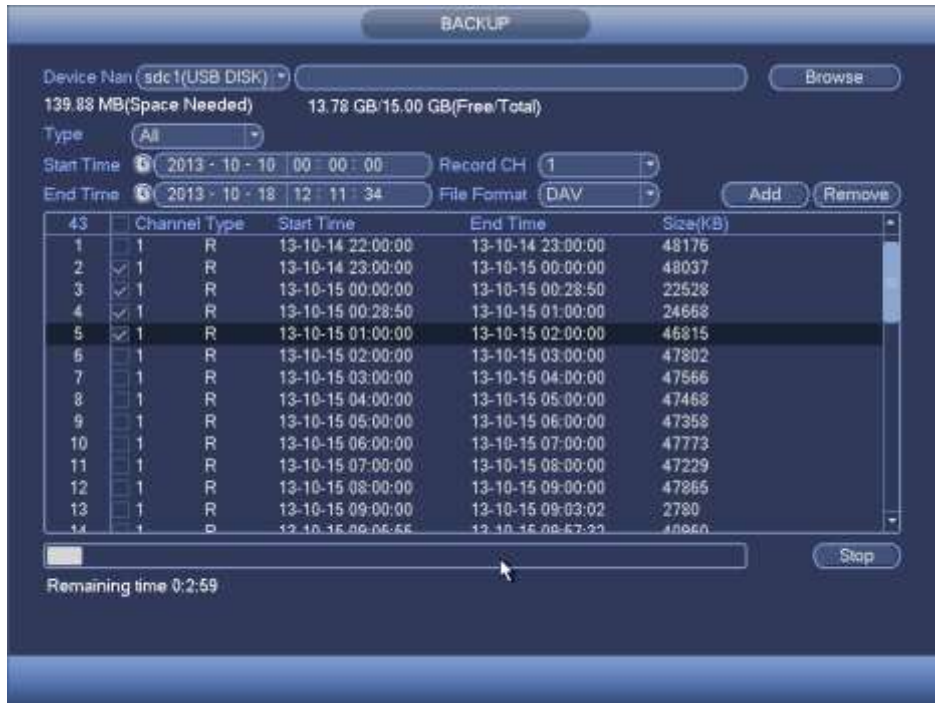 BACKUP
Device Nan sdc1(USB DISK) Browse
139.88 MB(Space Needed) 13.78 GB/15.00 GB(Free/Total)
Type All
Start Time 2013 - 10 - 10 00 : 00 : 00 Record CH 1
End Time 2013 - 10 - 18 12 : 11 : 34 File Format DAV Add Remove
43 Channel Type Start Time End Time Size(KB)
1 1 R 13-10-14 22:00:00 13-10-14 23:00:00 48176
2 1 R 13-10-14 23:00:00 13-10-15 00:00:00 48037
3 1 R 13-10-15 00:00:00 13-10-15 00:28:50 22528
4 1 R 13-10-15 00:28:50 13-10-15 01:00:00 24668
5 1 R 13-10-15 01:00:00 13-10-15 02:00:00 46815
6 1 R 13-10-15 02:00:00 13-10-15 03:00:00 47802
7 1 R 13-10-15 03:00:00 13-10-15 04:00:00 47566
8 1 R 13-10-15 04:00:00 13-10-15 05:00:00 47468
9 1 R 13-10-15 05:00:00 13-10-15 06:00:00 47358
10 1 R 13-10-15 06:00:00 13-10-15 07:00:00 47773
11 1 R 13-10-15 07:00:00 13-10-15 08:00:00 47229
12 1 R 13-10-15 08:00:00 13-10-15 09:00:00 47865
13 1 R 13-10-15 09:00:00 13-10-15 09:03:02 2780
14 1 R
Stop
Remaining time 0:2:59